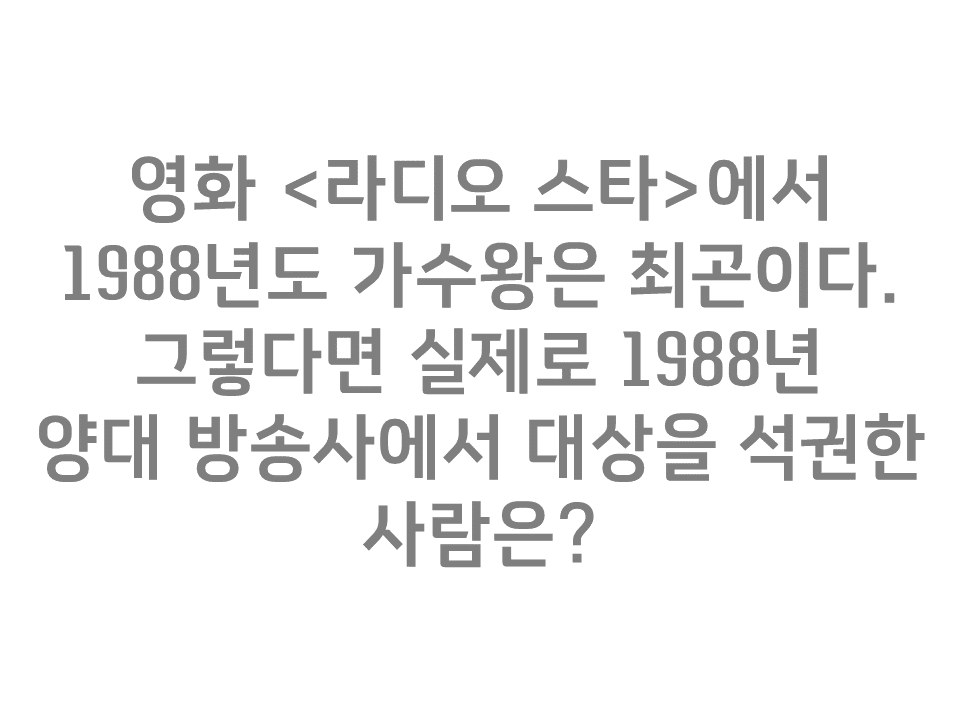 영화 <라디오 스타>에서
1988년도 가수왕은 최곤이다.
그렇다면 실제로 1988년
양대 방송사에서 대상을 석권한
사람은?